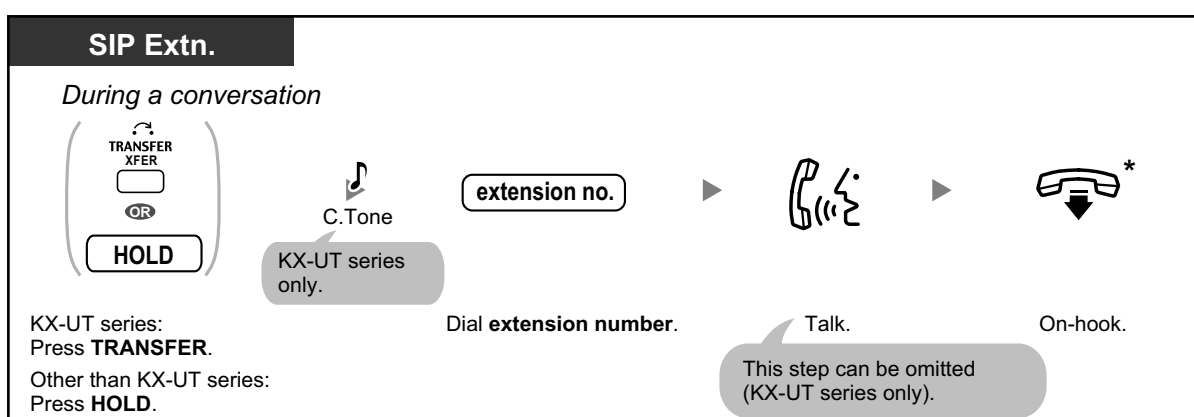 SIP Extn.
During a conversation
TRANSFER
XFER
OR
HOLD
C.Tone
KX-UT series
only.
extension no.
*
KX-UT series:
Press TRANSFER.
Other than KX-UT series:
Press HOLD.
Dial extension number.
Talk.
This step can be omitted
(KX-UT series only).
On-hook.